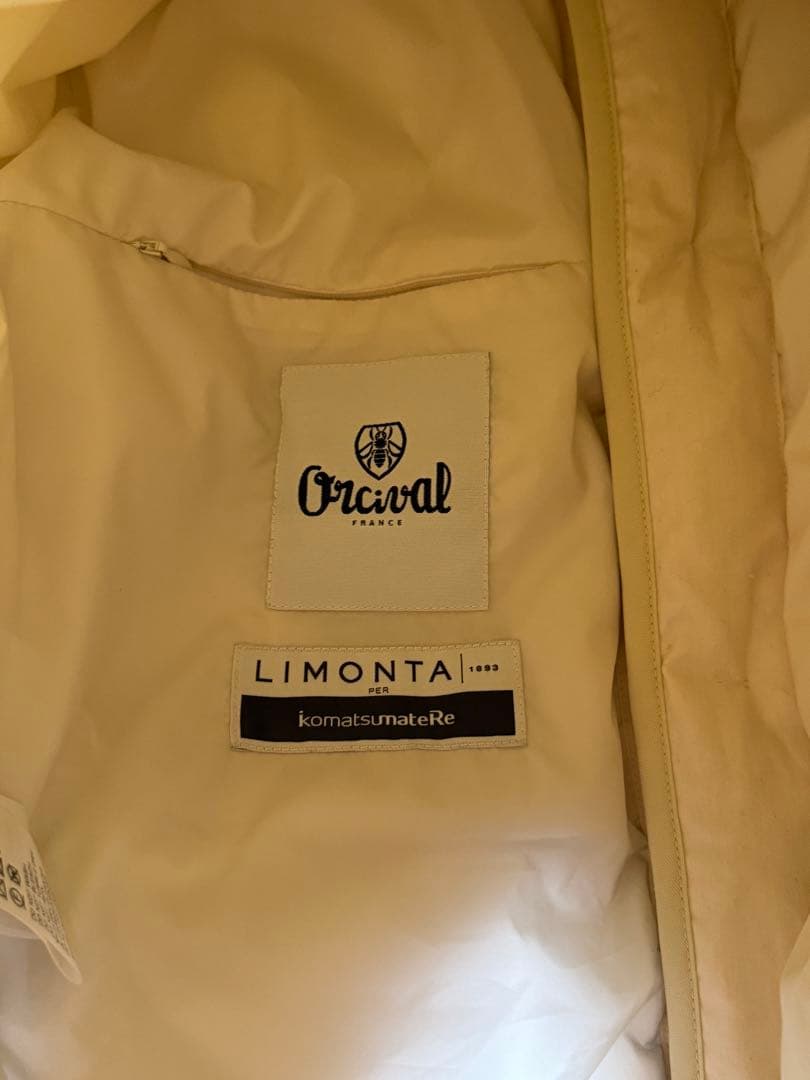 Orcival
FRANCE
LIMONTA 1893
PER
komatsumateRe